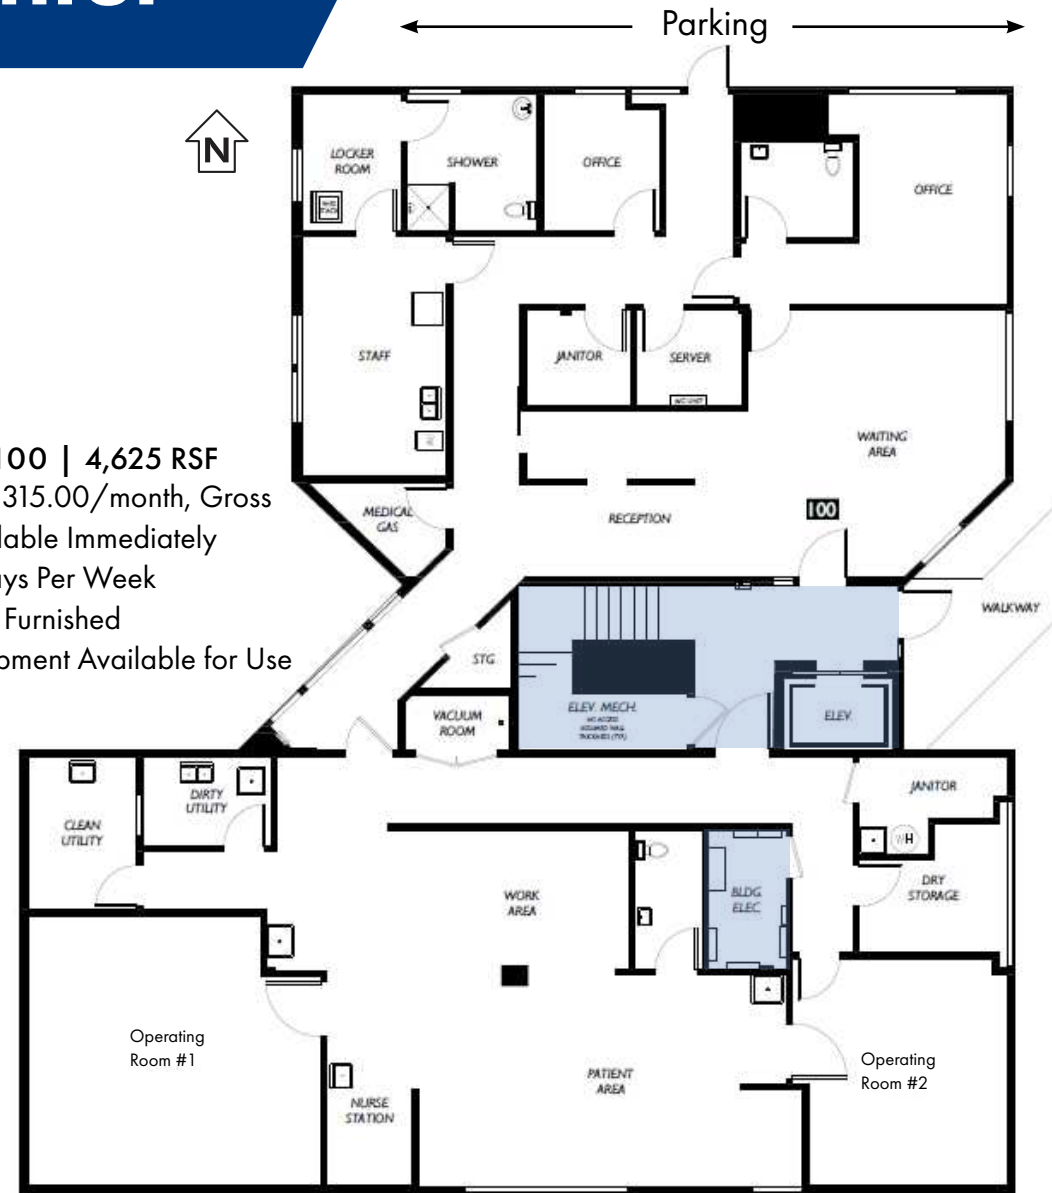 Parking
N
LOCKER
ROOM
SHOWER
OFFICE
OFFICE
STAFF
JANITOR
SERVER
WAITING
AREA
100 | 4,625 RSF
315.00/month, Gross
lable Immediately
ays Per Week
Furnished
pment Available for Use
MEDICAL
GAS
RECEPTION
100
WALKWAY
STG
ELEV. MECH.
ELEV.
VACUUM
ROOM
CLEAN
UTILITY
DIRTY
UTILITY
JANITOR
WH
DRY
STORAGE
WORK
AREA
BLDG
ELEC
Operating
Room #1
PATIENT
AREA
Operating
Room #2
NURSE
STATION